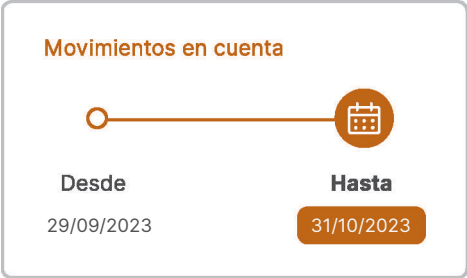 Movimientos en cuenta
Desde
Hasta
29/09/2023
31/10/2023